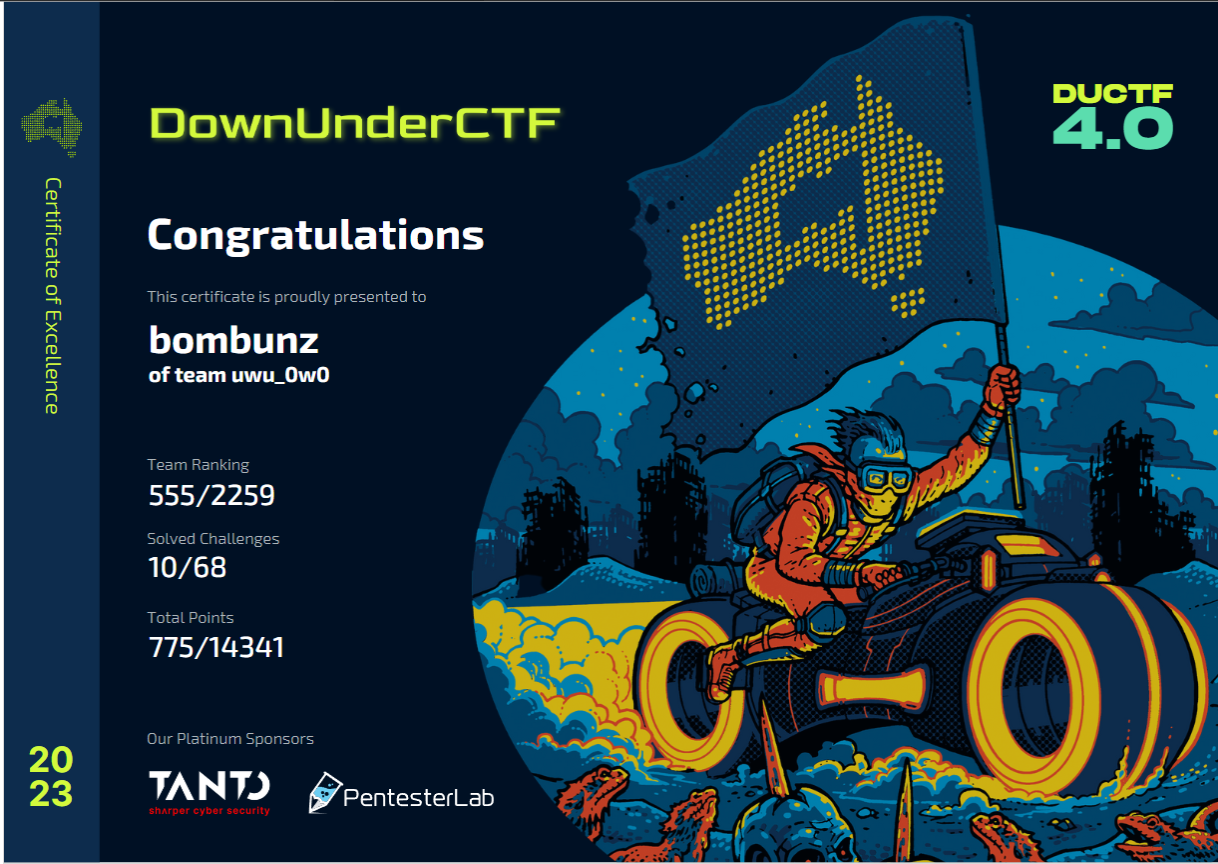 Certificate of Excellence
20
23
DownUnderCTF
DUCTF
4.0
Congratulations
This certificate is proudly presented to
bombunz
of team uwu_0w0
Team Ranking
555/2259
Solved Challenges
10/68
Total Points
775/14341
Our Platinum Sponsors
TANTO
sharper cyber security
PentesterLab